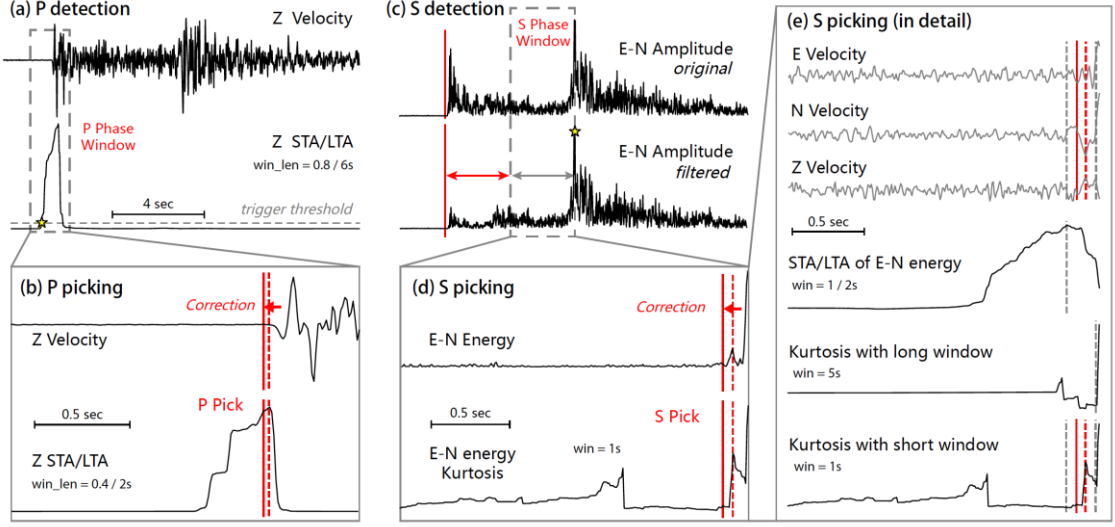 (a) P detection
Z Velocity
P Phase
Window
Z STA/LTA
win_len = 0.8 / 6s
4 sec
trigger threshold
(b) P picking
Correction
Z Velocity
P Pick
0.5 sec
Z STA/LTA
win_len = 0.4 / 2s
(c) S detection
S Phase
Window
E-N Amplitude
original
E-N Amplitude
filtered
(d) S picking
Correction
E-N Energy
0.5 sec
S Pick
win = 1s
E-N energy
Kurtosis
(e) S picking (in detail)
E Velocity
N Velocity
Z Velocity
0.5 sec
STA/LTA of E-N energy
win = 1 / 2s
Kurtosis with long window
win = 5s
Kurtosis with short window
win = 1s